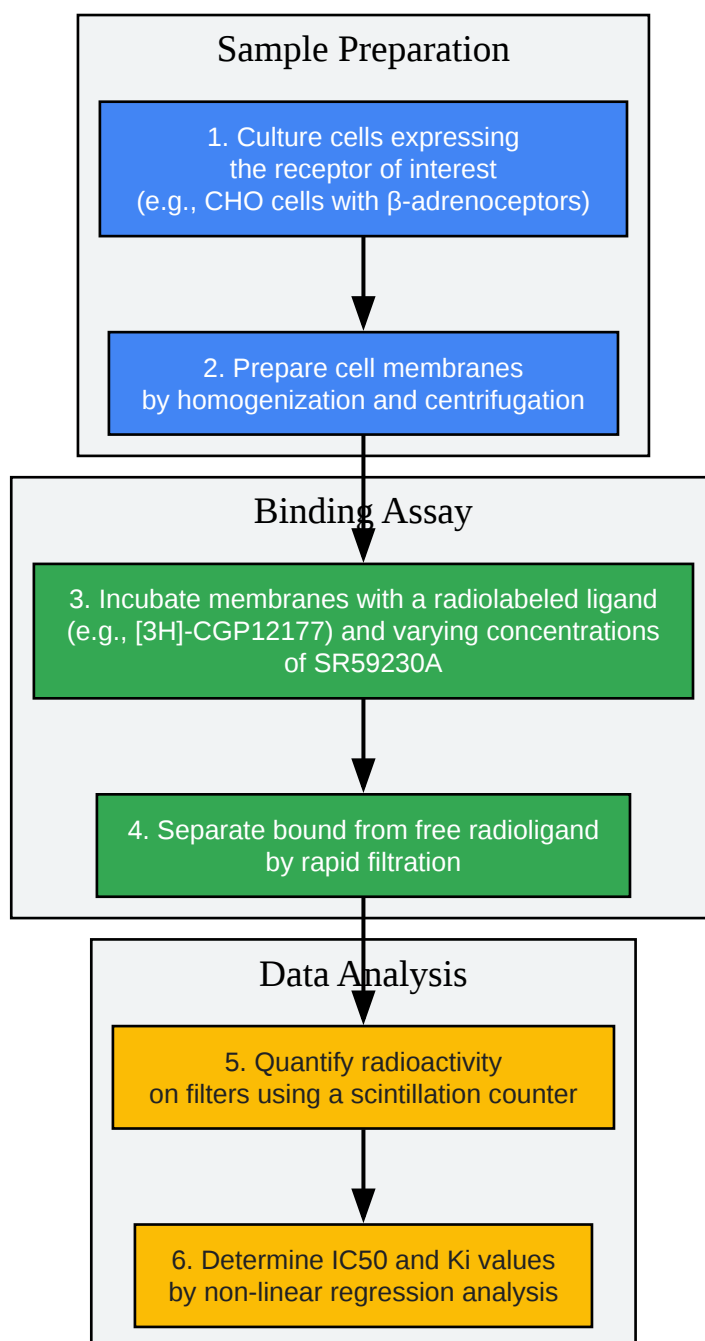 Sample Preparation
1. Culture cells expressing
the receptor of interest
(e.g., CHO cells with β-adrenoceptors)
2. Prepare cell membranes
by homogenization and centrifugation
Binding Assay
3. Incubate membranes with a radiolabeled ligand
(e.g., [3H]-CGP12177) and varying concentrations
of SR59230A
4. Separate bound from free radioligand
by rapid filtration
Data Analysis
5. Quantify radioactivity
on filters using a scintillation counter
6. Determine IC50 and Ki values
by non-linear regression analysis